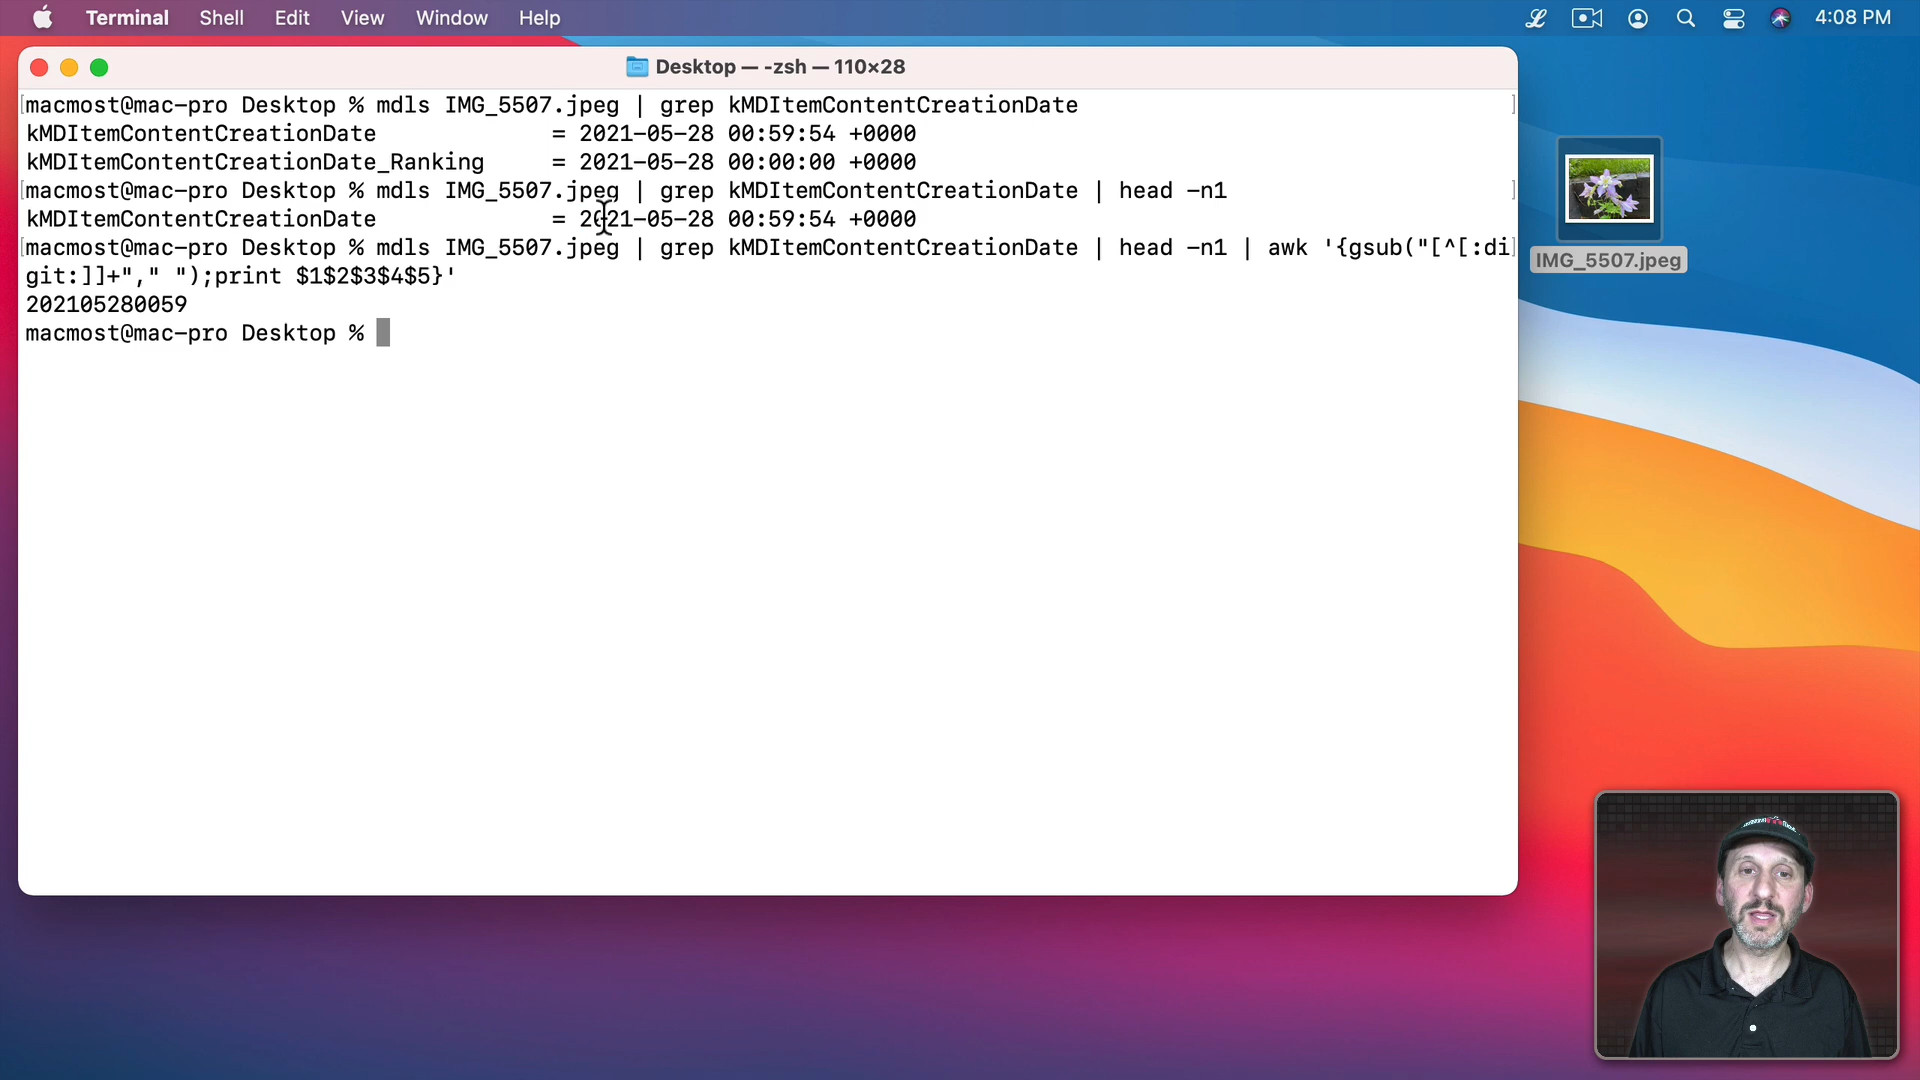 Terminal Shell Edit View Window Help 4:08 PM
Desktop — -zsh — 110×28
macmost@mac-pro Desktop % mdls IMG_5507.jpeg | grep kMDItemContentCreationDate
kMDItemContentCreationDate = 2021-05-28 00:59:54 +0000
kMDItemContentCreationDate_Ranking = 2021-05-28 00:00:00 +0000
macmost@mac-pro Desktop % mdls IMG_5507.jpeg | grep kMDItemContentCreationDate | head -n1
kMDItemContentCreationDate = 2021-05-28 00:59:54 +0000
macmost@mac-pro Desktop % mdls IMG_5507.jpeg | grep kMDItemContentCreationDate | head -n1 | awk '{gsub("[^[:di
git:]]+"," ");print $1$2$3$4$5}'
202105280059
macmost@mac-pro Desktop %
IMG_5507.jpeg